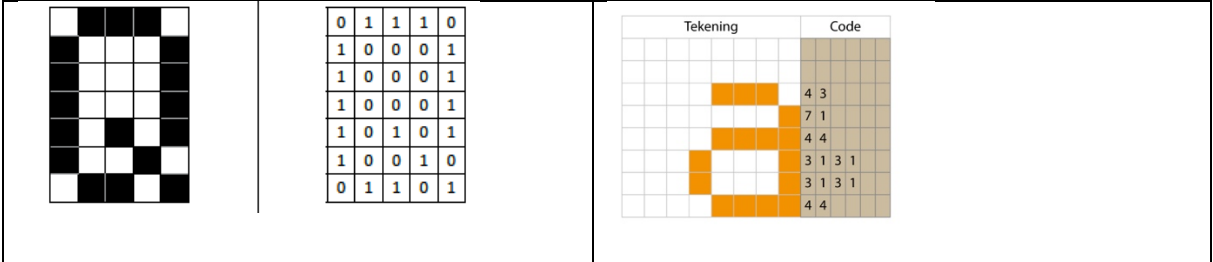 0 1 1 1 0
1 0 0 0 1
1 0 0 0 1
1 0 0 0 1
1 0 1 0 1
1 0 0 1 0
0 1 1 0 1
Tekening Code
4 3
7 1
4 4
3 1 3 1
3 1 3 1
4 4